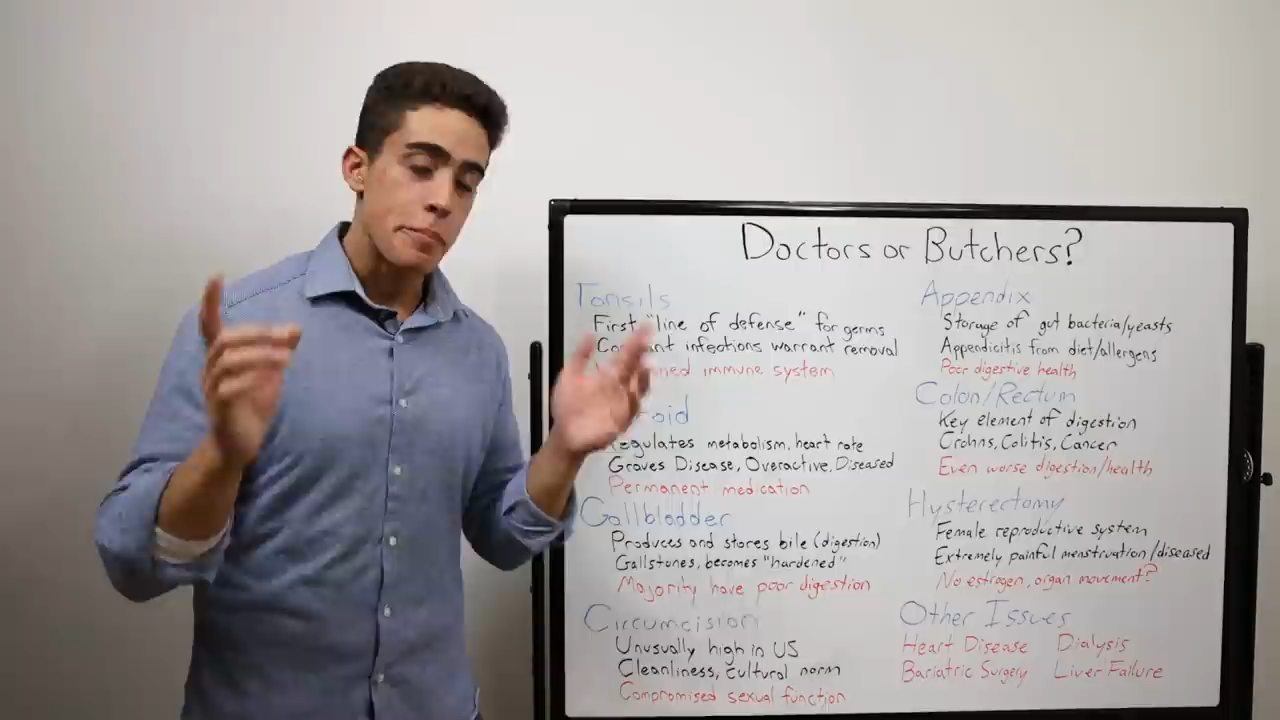 Doctors or Butchers?
Tonsils
First "line of defense" for germs
infections warrant removal
immune system
Regulates metabolism, heart rate
Graves Disease, Overactive, Diseased
Permanent medication
Gallbladder
Produces and stores bile (digestion)
Gallstones, becomes "hardened"
Majority have poor digestion
Circumcision
Unusually high in US
Cleanliness, cultural norm
Compromised sexual function
Appendix
Storage of gut bacteria/yeasts
Appendicitis from diet/allergens
Poor digestive health
Colon/Rectum
Key element of digestion
Crohns, Colitis, Cancer
Even worse digestion/health
Hysterectomy
Female reproductive system
Extremely painful menstruation/diseased
No estrogen, organ movement?
Other Issues
Heart Disease Dialysis
Bariatric Surgery Liver Failure